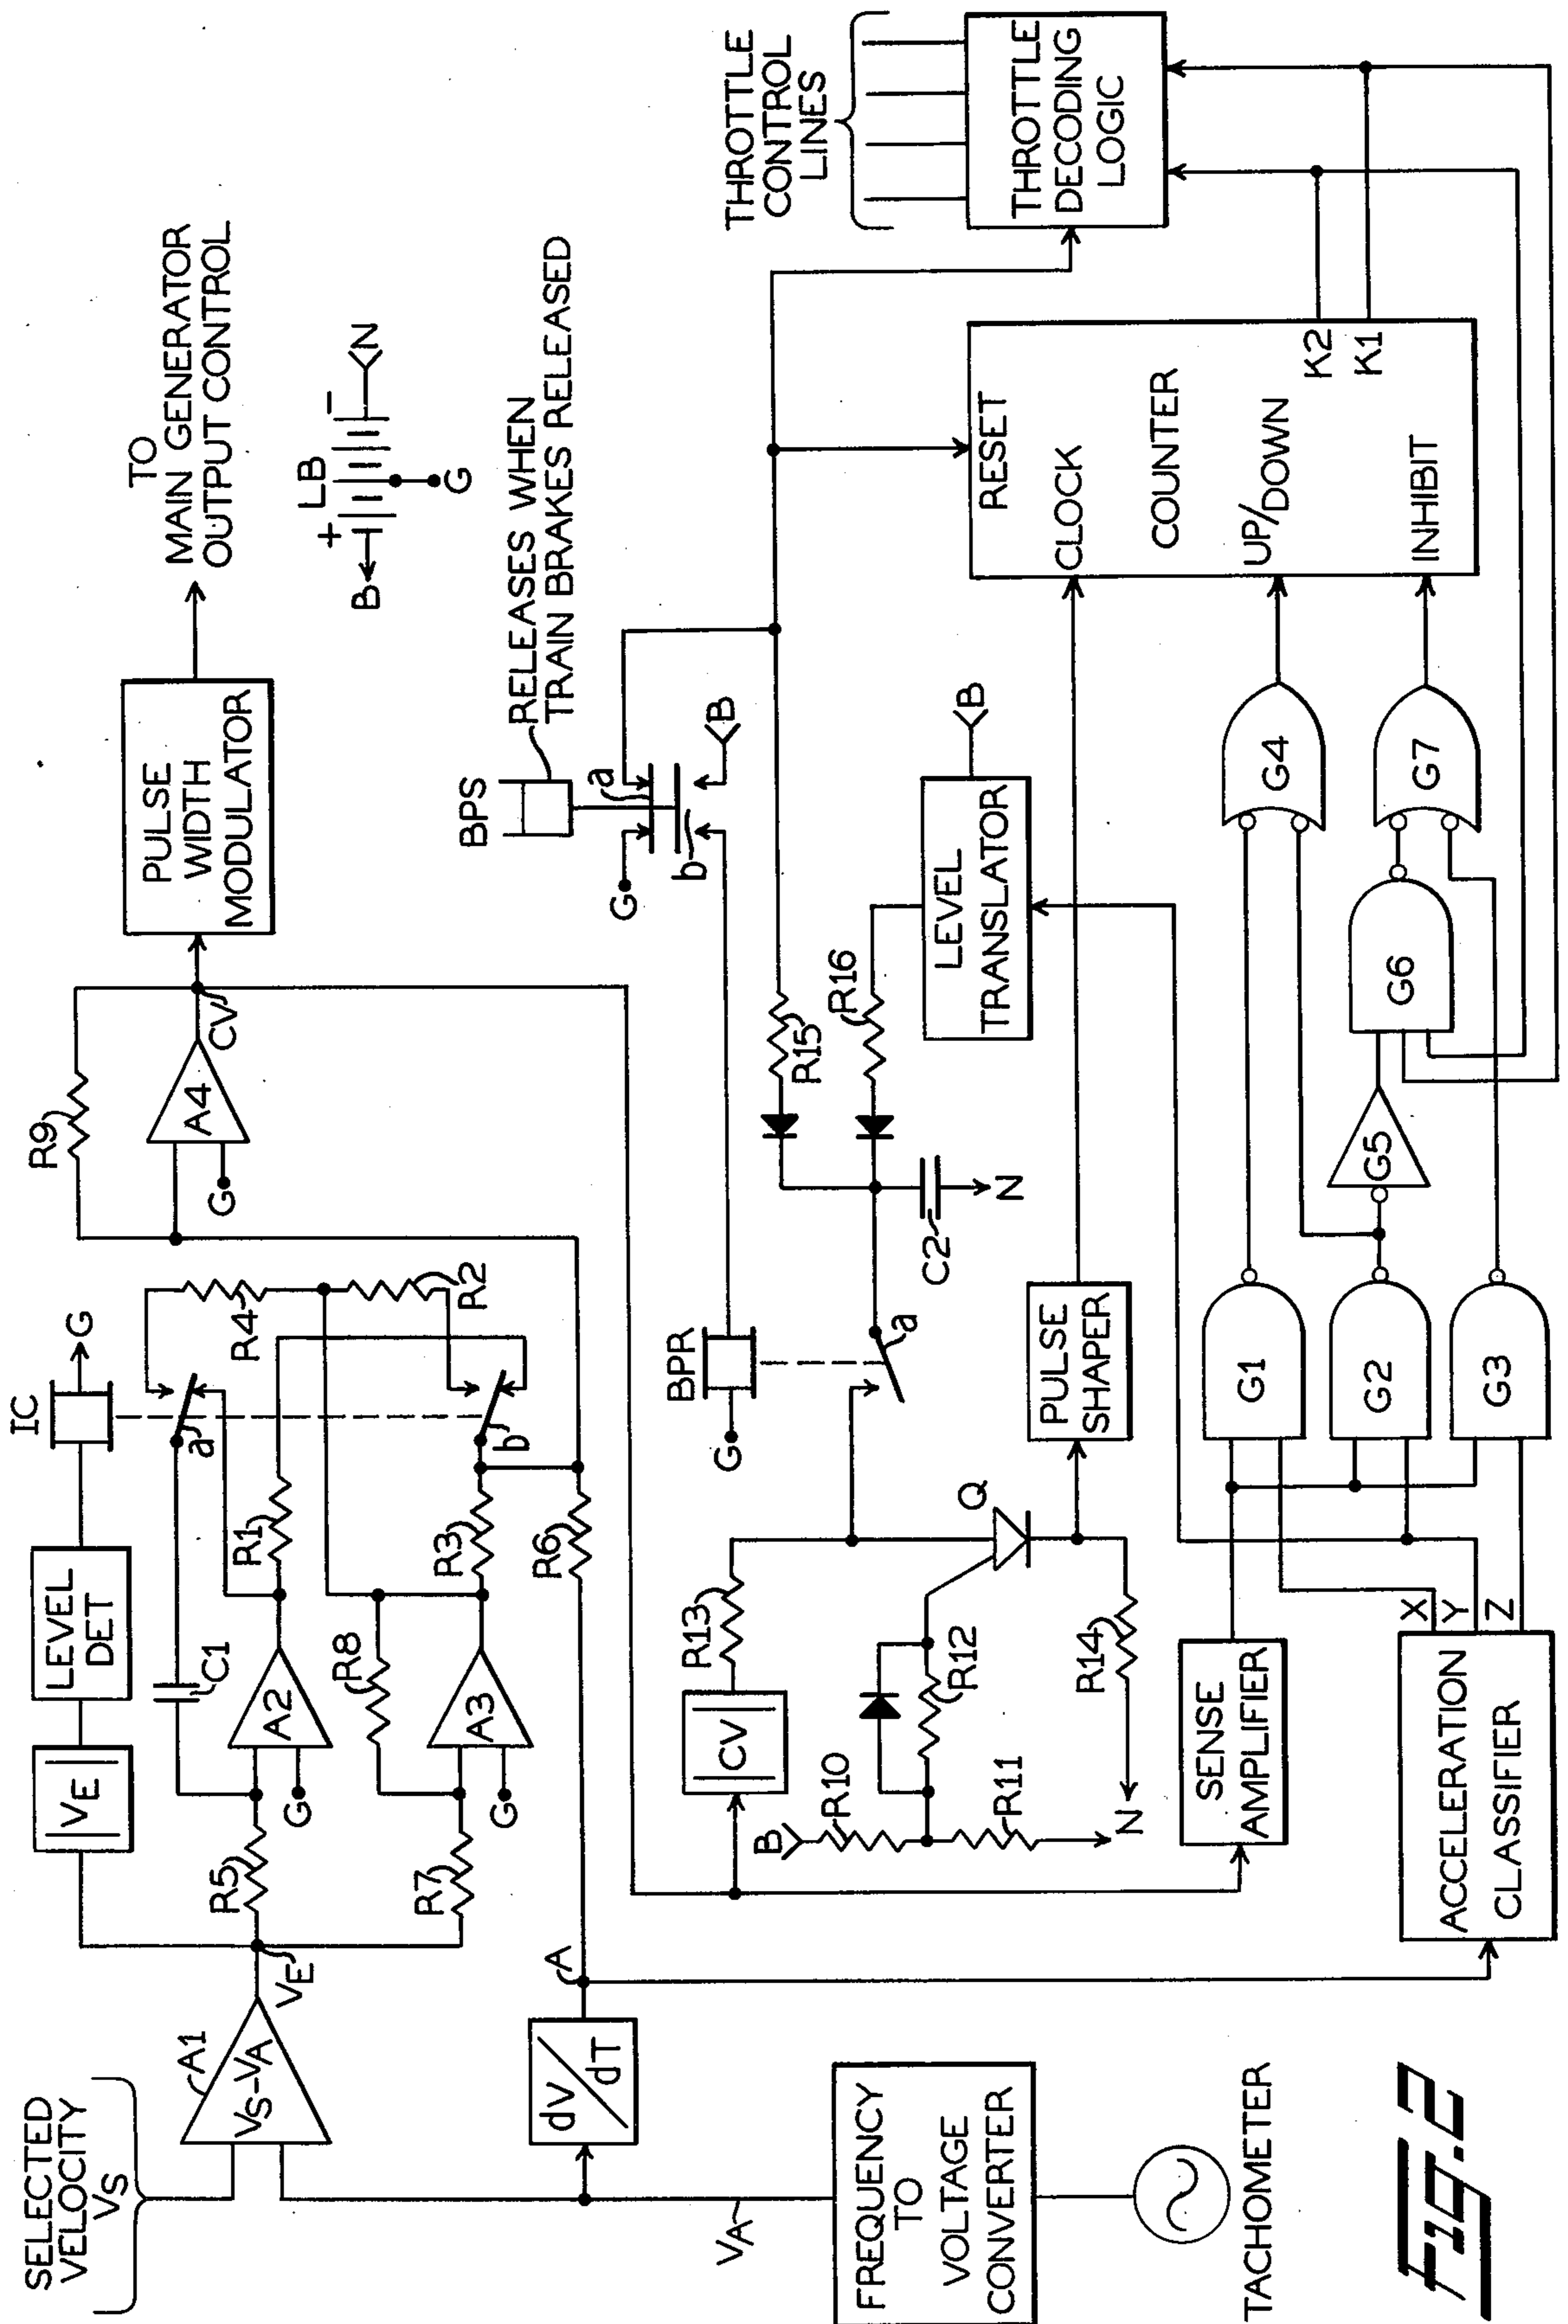 SELECTED
VELOCITY
VS
A1
VS-VA
VE
|VE|
LEVEL
DET
IC
G
R5
C1
A2
G
R1
a
R4
R2
R7
R8
A3
G
R3
b
R6
R9
A4
G
CV
PULSE
WIDTH
MODULATOR
TO
MAIN GENERATOR
OUTPUT CONTROL
B
+
LB
-
N
G
dV/dT
A
VA
FREQUENCY
TO
VOLTAGE
CONVERTER
TACHOMETER
|CV|
R13
B
R10
R11
N
R12
Q
R14
N
BPR
G
a
C2
N
R15
R16
BPS
RELEASES WHEN
TRAIN BRAKES RELEASED
G
a
b
B
LEVEL
TRANSLATOR
B
PULSE
SHAPER
SENSE
AMPLIFIER
ACCELERATION
CLASSIFIER
X
Y
Z
G1
G2
G3
G4
G5
G6
G7
RESET
CLOCK
COUNTER
UP/DOWN
INHIBIT
K2
K1
THROTTLE
CONTROL
LINES
THROTTLE
DECODING
LOGIC
Fig. 2